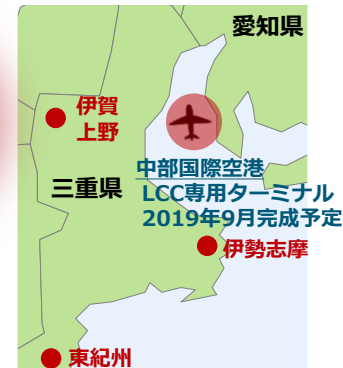 愛知県
伊賀
上野
中部国際空港
LCC専用ターミナル
2019年9月完成予定
三重県
伊勢志摩
東紀州